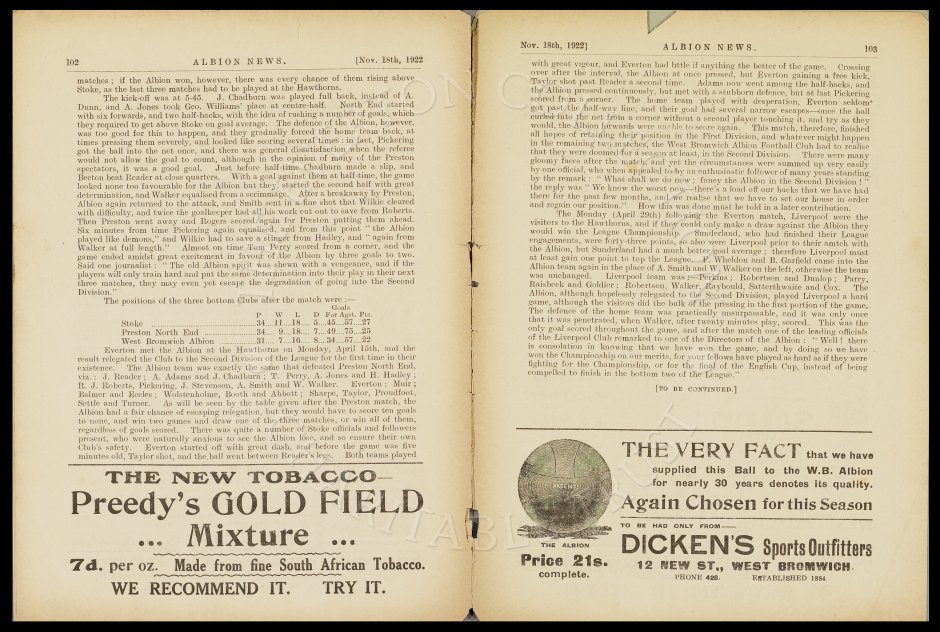 102 ALBION NEWS. [Nov. 18th, 1922
matches ; if the Albion won, however, there was every chance of them rising above
Stoke, as the last three matches had to be played at the Hawthorns.
The kick-off was at 5-45. J. Chadburn was played full back, instead of A.
Dunn, and A. Jones took Geo. Williams' place at centre-half. North End started
with six forwards, and two half-backs, with the idea of rushing a number of goals, which
they required to get above Stoke on goal average. The defence of the Albion, however,
was too good for this to happen, and they gradually forced the home team back, at
times pressing them severely, and looked like scoring several times : in fact, Pickering
got the ball into the net once, and there was general dissatisfaction when the referee
would not allow the goal to count, although in the opinion of many of the Preston
spectators, it was a good goal. Just before half-time Chadburn made a slip, and
Becton beat Reader at close quarters. With a goal against them at half-time, the game
looked none too favourable for the Albion but they started the second half with great
determination, and Walker equalised from a scrimmage. After a breakaway by Preston,
Albion again returned to the attack, and Smith sent in a fine shot that Wilkie cleared
with difficulty, and twice the goalkeeper had all his work cut out to save from Roberts.
Then Preston went away and Rogers scored again for Preston putting them ahead.
Six minutes from time Pickering again equalised, and from this point " the Albion
played like demons," and Wilkie had to save a stinger from Hadley, and " again from
Walker at full length." Almost on time Tom Perry scored from a corner, and the
game ended amidst great excitement in favour of the Albion by three goals to two.
Said one journalist : " The old Albion spirit was shewn with a vengeance, and if the
players will only train hard and put the same determination into their play in their next
three matches, they may even yet escape the degradation of going into the Second
Division."
The positions of the three bottom Clubs after the match were :—
Goals
P W L D For Agst. Pts.
Stoke ... 34 ... 11 ... 18 ... 5 ... 45 ... 57 ... 27
Preston North End ... 34 ... 9 ... 18 ... 7 ... 49 ... 75 ... 25
West Bromwich Albion ... 31 ... 7 ... 16 ... 8 ... 34 ... 57 ... 22
Everton met the Albion at the Hawthorns on Monday, April 15th, and the
result relegated the Club to the Second Division of the League for the first time in their
existence. The Albion team was exactly the same that defeated Preston North End,
viz. : J. Reader ; A. Adams and J. Chadburn ; T. Perry, A. Jones and H. Hadley ;
R. J. Roberts, Pickering, J. Stevenson, A. Smith and W. Walker. Everton : Muir ;
Balmer and Eccles ; Wolstenholme, Booth and Abbott ; Sharpe, Taylor, Proudfoot,
Settle and Turner. As will be seen by the table given after the Preston match, the
Albion had a fair chance of escaping relegation, but they would have to score ten goals
to none, and win two games and draw one of the three matches, or win all of them,
regardless of goals scored. There was quite a number of Stoke officials and followers
present, who were naturally anxious to see the Albion lose, and so ensure their own
Club's safety. Everton started off with great dash, and before the game was five
minutes old, Taylor shot, and the ball went between Reader's legs. Both teams played
THE NEW TOBACCO—
Preedy's GOLD FIELD
... Mixture ...
7d. per oz. Made from fine South African Tobacco.
WE RECOMMEND IT. TRY IT.
Nov. 18th, 1922] ALBION NEWS. 103
with great vigour, and Everton had little if anything the better of the game. Crossing
over after the interval, the Albion at once pressed, but Everton gaining a free kick,
Taylor shot past Reader a second time. Adams now went among the half-backs, and
the Albion pressed continuously, but met with a stubborn defence, but at last Pickering
scored from a corner. The home team played with desperation, Everton seldom
got past the half-way line, and their goal had several narrow escapes—once the ball
curled into the net from a corner without a second player touching it, and try as they
would, the Albion forwards were unable to score again. This match, therefore, finished
all hopes of retaining their position in the First Division, and whatever might happen
in the remaining two matches, the West Bromwich Albion Football Club had to realise
that they were doomed for a season at least, in the Second Division. There were many
gloomy faces after the match, and yet the circumstances were summed up very easily
by one official, who when appealed to by an enthusiastic follower of many years standing
by the remark : " What shall we do now ; foncy the Albion in the Second Division ! "
the reply was " We know the worst now—there's a load off our backs that we have had
there for the past few months, and we realise that we have to set our house in order
and regain our position." How this was done must be told in a later contribution.
The Monday (April 29th) following the Everton match, Liverpool were the
visitors to the Hawthorns, and if they could only make a draw against the Albion they
would win the League Championship. Sunderland, who had finished their League
engagements, were forty-three points, so also were Liverpool prior to their smtch with
the Albion, but Sunderland had a much better goal average ; therefore Liverpool must
at least gain one point to top the League. F. Wheldon and B. Garfield came into the
Albion team again in the place of A. Smith and W. Walker on the left, otherwise the team
was unchanged. Liverpool team was :—Perkins ; Robertson and Dunlop ; Parry,
Raisbeck and Goldier ; Robertson, Walker, Raybould, Satterthwaite and Cox. The
Albion, although hopelessly relegated to the Second Division, played Liverpool a hard
game, although the visitors did the bulk of the pressing in the first portion of the game.
The defence of the home team was practically unsurpassable, and it was only once
that it was penetrated, when Walker, after twenty minutes play, scored. This was the
only goal scored throughout the game, and after the match one of the leading officials
of the Liverpool Club remarked to one of the Directors of the Albion : " Well ! there
is consolation in knowing that we have won the game, and by doing so we have
won the Championship on our merits, for your fellows have played as hard as if they were
fighting for the Championship, or for the final of the English Cup, instead of being
compelled to finish in the bottom two of the League."
[TO BE CONTINUED.]
THE ALBION
Price 21s.
complete.
THE VERY FACT that we have
supplied this Ball to the W.B. Albion
for nearly 30 years denotes its quality.
Again Chosen for this Season
TO BE HAD ONLY FROM—
DICKEN'S Sports Outfitters
12 NEW ST., WEST BROMWICH
PHONE 428. ESTABLISHED 1884